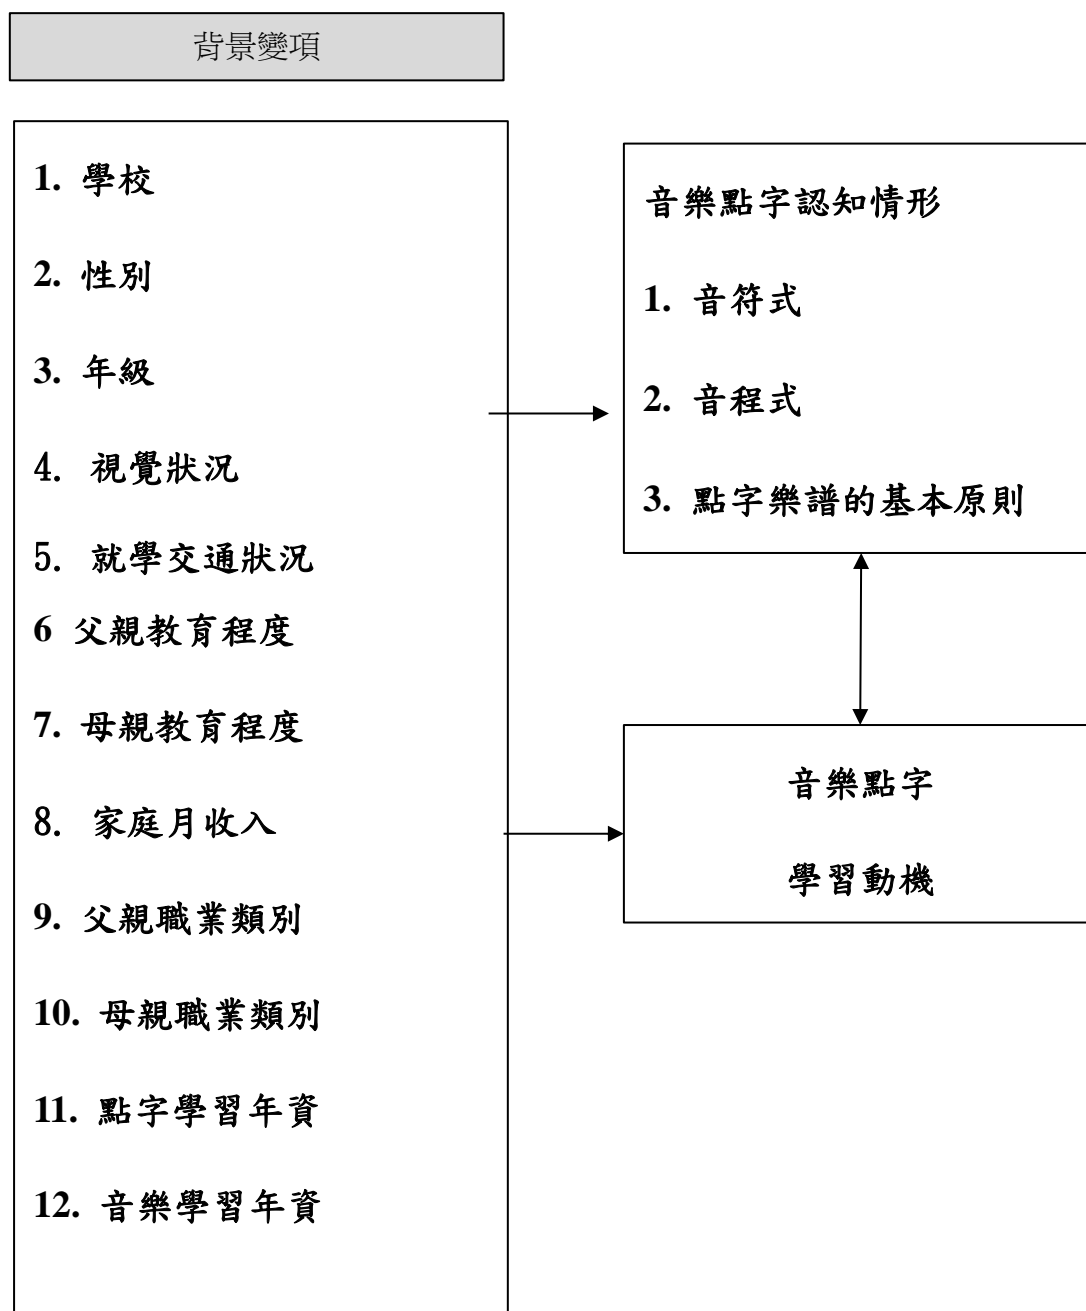 背景變項
1. 學校
2. 性別
3. 年級
4. 視覺狀況
5. 就學交通狀況
6 父親教育程度
7. 母親教育程度
8. 家庭月收入
9. 父親職業類別
10. 母親職業類別
11. 點字學習年資
12. 音樂學習年資
音樂點字認知情形
1. 音符式
2. 音程式
3. 點字樂譜的基本原則
音樂點字
學習動機